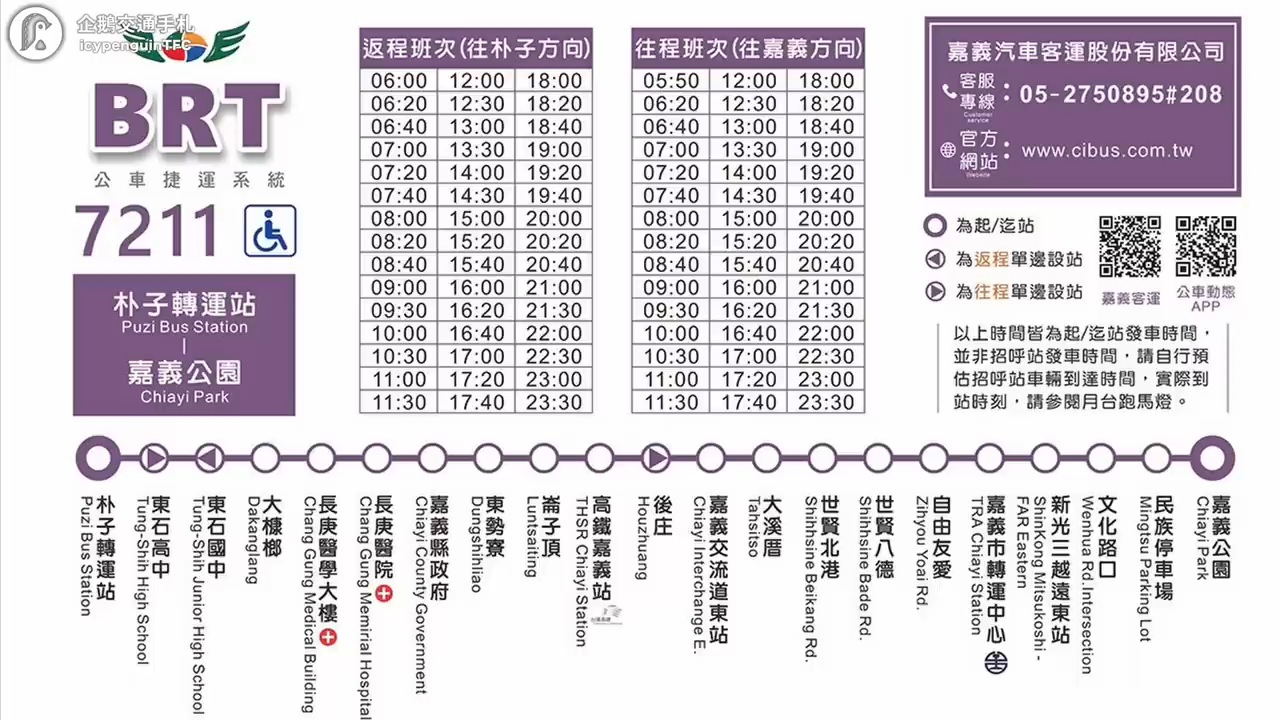 企鵝交通手札
icypenguinTFC
BRT
公車捷運系統
7211
朴子轉運站
Puzi Bus Station
嘉義公園
Chiayi Park
返程班次(往朴子方向)
06:00 12:00 18:00
06:20 12:30 18:20
06:40 13:00 18:40
07:00 13:30 19:00
07:20 14:00 19:20
07:40 14:30 19:40
08:00 15:00 20:00
08:20 15:20 20:20
08:40 15:40 20:40
09:00 16:00 21:00
09:30 16:20 21:30
10:00 16:40 22:00
10:30 17:00 22:30
11:00 17:20 23:00
11:30 17:40 23:30
往程班次(往嘉義方向)
05:50 12:00 18:00
06:20 12:30 18:20
06:40 13:00 18:40
07:00 13:30 19:00
07:20 14:00 19:20
07:40 14:30 19:40
08:00 15:00 20:00
08:20 15:20 20:20
08:40 15:40 20:40
09:00 16:00 21:00
09:30 16:20 21:30
10:00 16:40 22:00
10:30 17:00 22:30
11:00 17:20 23:00
11:30 17:40 23:30
嘉義汽車客運股份有限公司
客服專線
Customer service
：05-2750895#208
官方網站
Website
：www.cibus.com.tw
為起/迄站
為返程單邊設站
為往程單邊設站
嘉義客運
公車動態
APP
以上時間皆為起/迄站發車時間，
並非招呼站發車時間，請自行預
估招呼站車輛到達時間，實際到
站時刻，請參閱月台跑馬燈。
朴子轉運站
Puzi Bus Station
東石高中
Tung-Shih High School
東石國中
Tung-Shih Junior High School
大槺榔
Dakanglang
長庚醫學大樓
Chang Gung Medical Building
長庚醫院
Chang Gung Memirial Hospital
嘉義縣政府
Chiayi County Government
東勢寮
Dungshihliao
崙子頂
Luntsaiting
高鐵嘉義站
THSR Chiayi Station
後庄
Houzhuang
嘉義交流道東站
Chiayi Interchange E.
大溪厝
Tahsitso
世賢北港
Shihhsine Beikang Rd.
世賢八德
Shihhsine Bade Rd.
自由友愛
Zihyou Yoai Rd.
嘉義市轉運中心
TRA Chiayi Station
新光三越遠東站
ShinKong Mitsukoshi -
FAR Eastern
文化路口
Wenhua Rd.Intersection
民族停車場
Mingtsu Parking Lot
嘉義公園
Chiayi Park